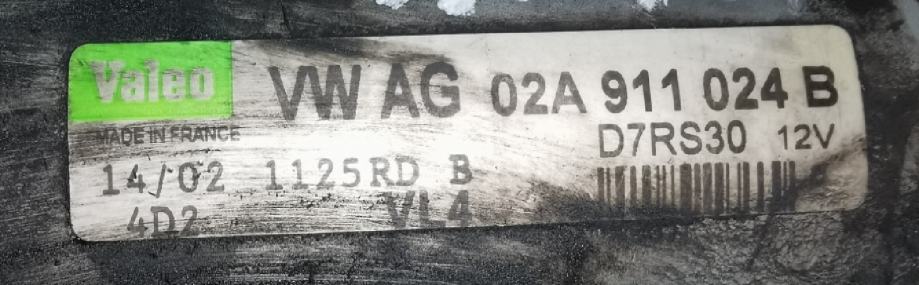 Valeo VW AG 02A 911 024 B
MADE IN FRANCE D7RS30 12V
14/02 1125RD B
4D2 VL4